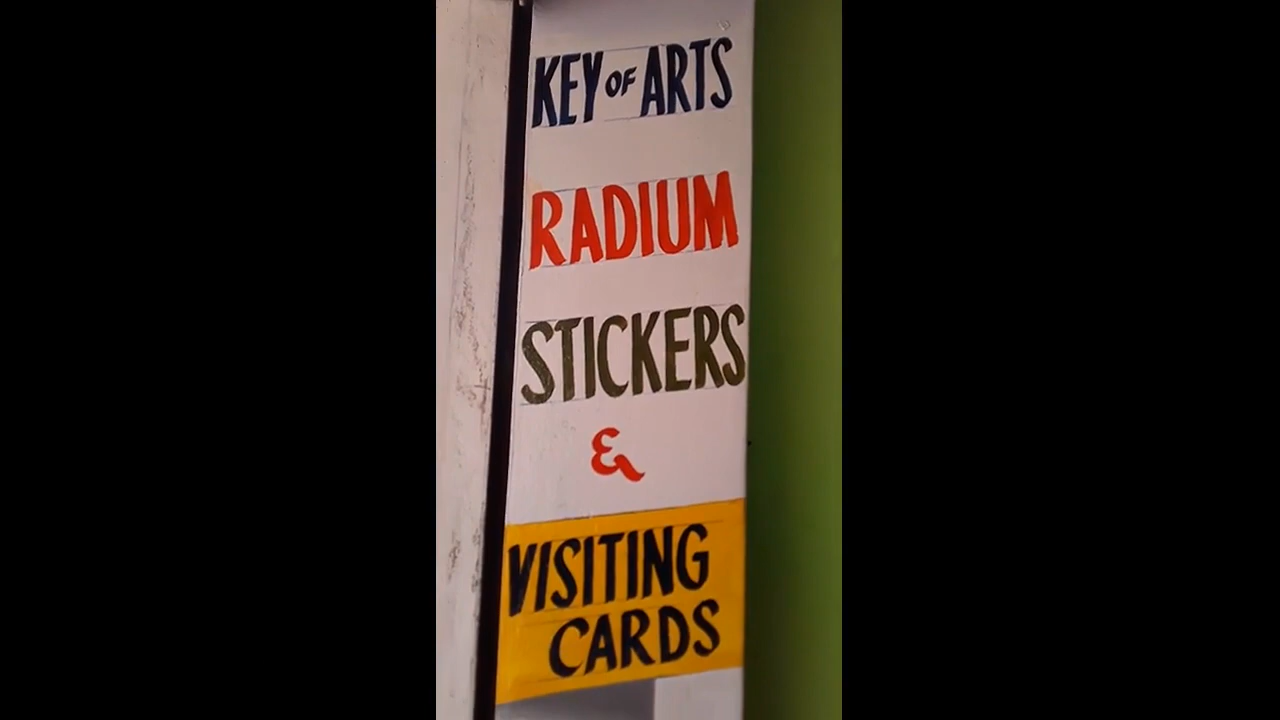 KEY OF ARTS
RADIUM
STICKERS
&
VISITING
CARDS